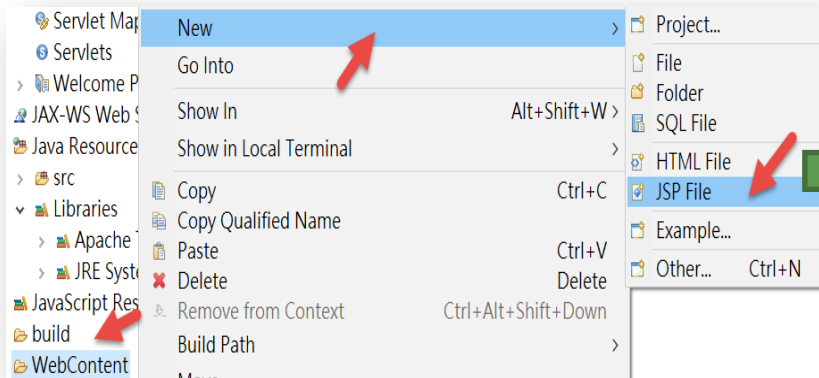 Servlet Map
Servlets
Welcome P
JAX-WS Web S
Java Resource
src
Libraries
Apache T
JRE Syste
JavaScript Res
build
WebContent
New
Go Into
Show In Alt+Shift+W
Show in Local Terminal
Copy Ctrl+C
Copy Qualified Name
Paste Ctrl+V
Delete Delete
Remove from Context Ctrl+Alt+Shift+Down
Build Path
Project...
File
Folder
SQL File
HTML File
JSP File
Example...
Other... Ctrl+N